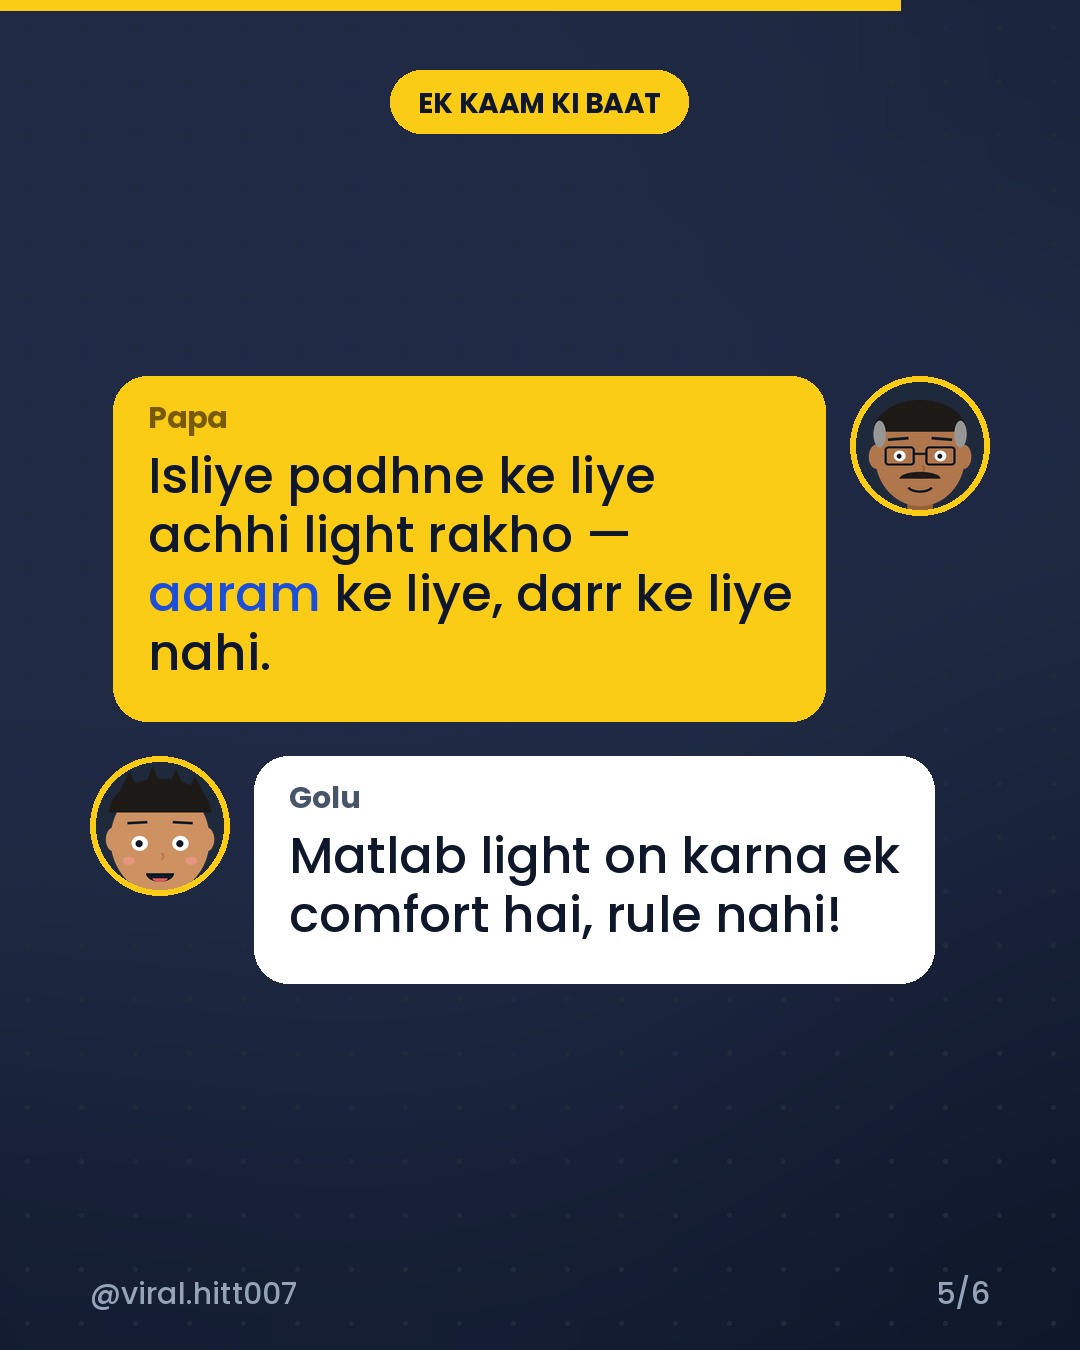 EK KAAM KI BAAT
Papa
Isliye padhne ke liye
achhi light rakho —
aaram ke liye, darr ke liye
nahi.
Golu
Matlab light on karna ek
comfort hai, rule nahi!
@viral.hitt007
5/6